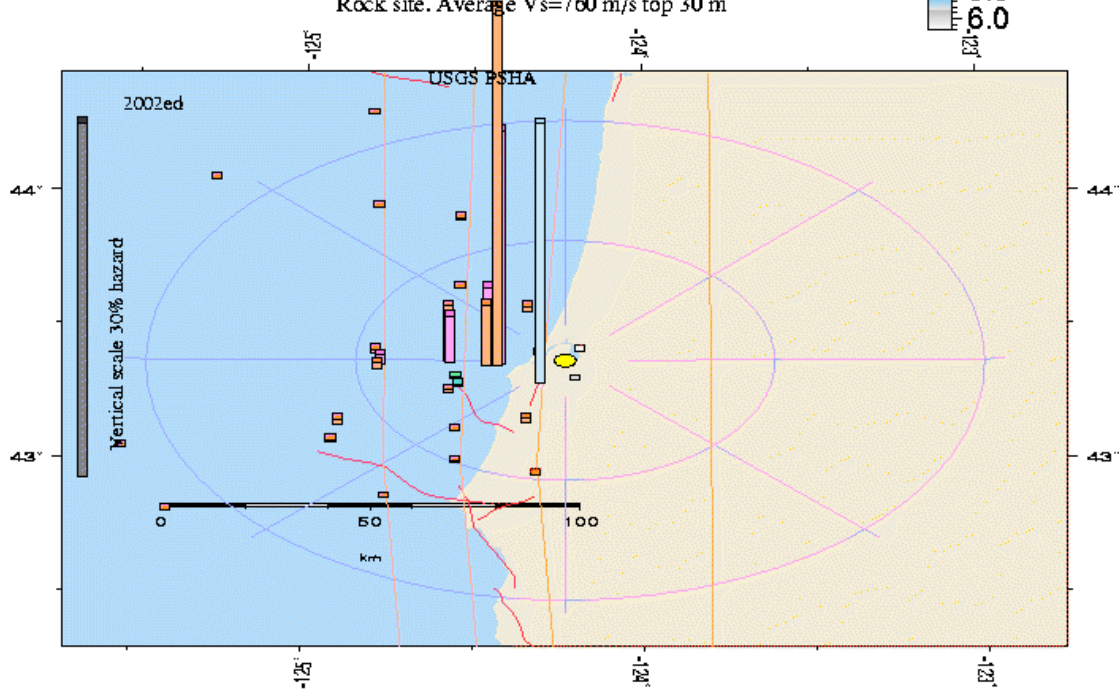 Rock site. Average Vs=760 m/s top 30 m
6.0
-125°
-124°
-123°
USGS PSHA
2002ed
44°
44°
Vertical scale 30% hazard
43°
43°
0 50 100
km
-125°
-124°
-123°